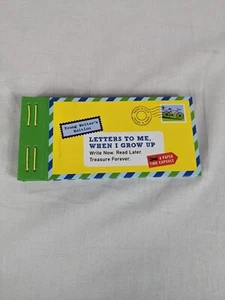 Young Writer's
Edition
LETTERS TO ME,
WHEN I GROW UP
Write Now. Read Later.
Treasure Forever.
A PAPER
TIME CAPSULE